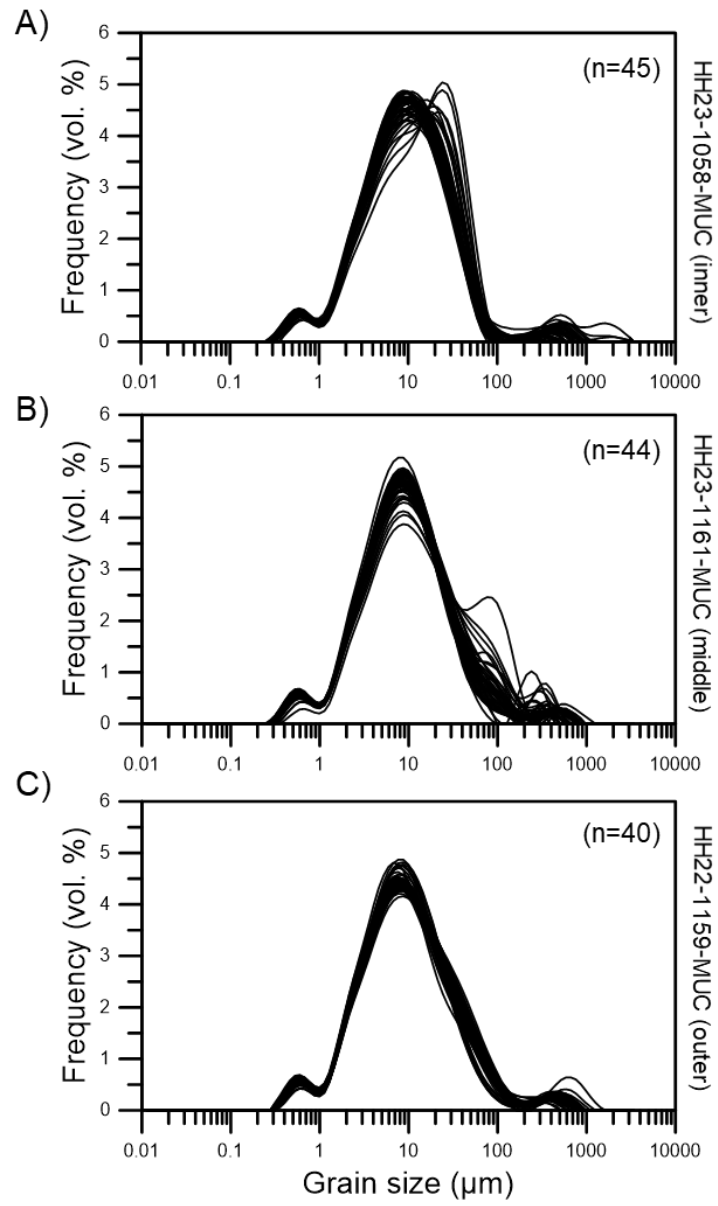 A)
6
5
4
3
2
1
0
Frequency (vol. %)
(n=45)
HH23-1058-MUC (inner)
0.01 0.1 1 10 100 1000 10000
B)
6
5
4
3
2
1
0
Frequency (vol. %)
(n=44)
HH23-1161-MUC (middle)
0.01 0.1 1 10 100 1000 10000
C)
6
5
4
3
2
1
0
Frequency (vol. %)
(n=40)
HH22-1159-MUC (outer)
0.01 0.1 1 10 100 1000 10000
Grain size (µm)